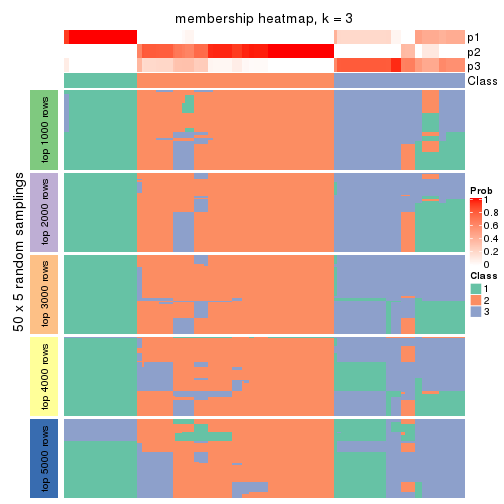 membership heatmap, k = 3
p1
p2
p3
Class
50 x 5 random samplings
top 1000 rows
top 2000 rows
top 3000 rows
top 4000 rows
top 5000 rows
Prob
1
0.8
0.6
0.4
0.2
0
Class
1
2
3